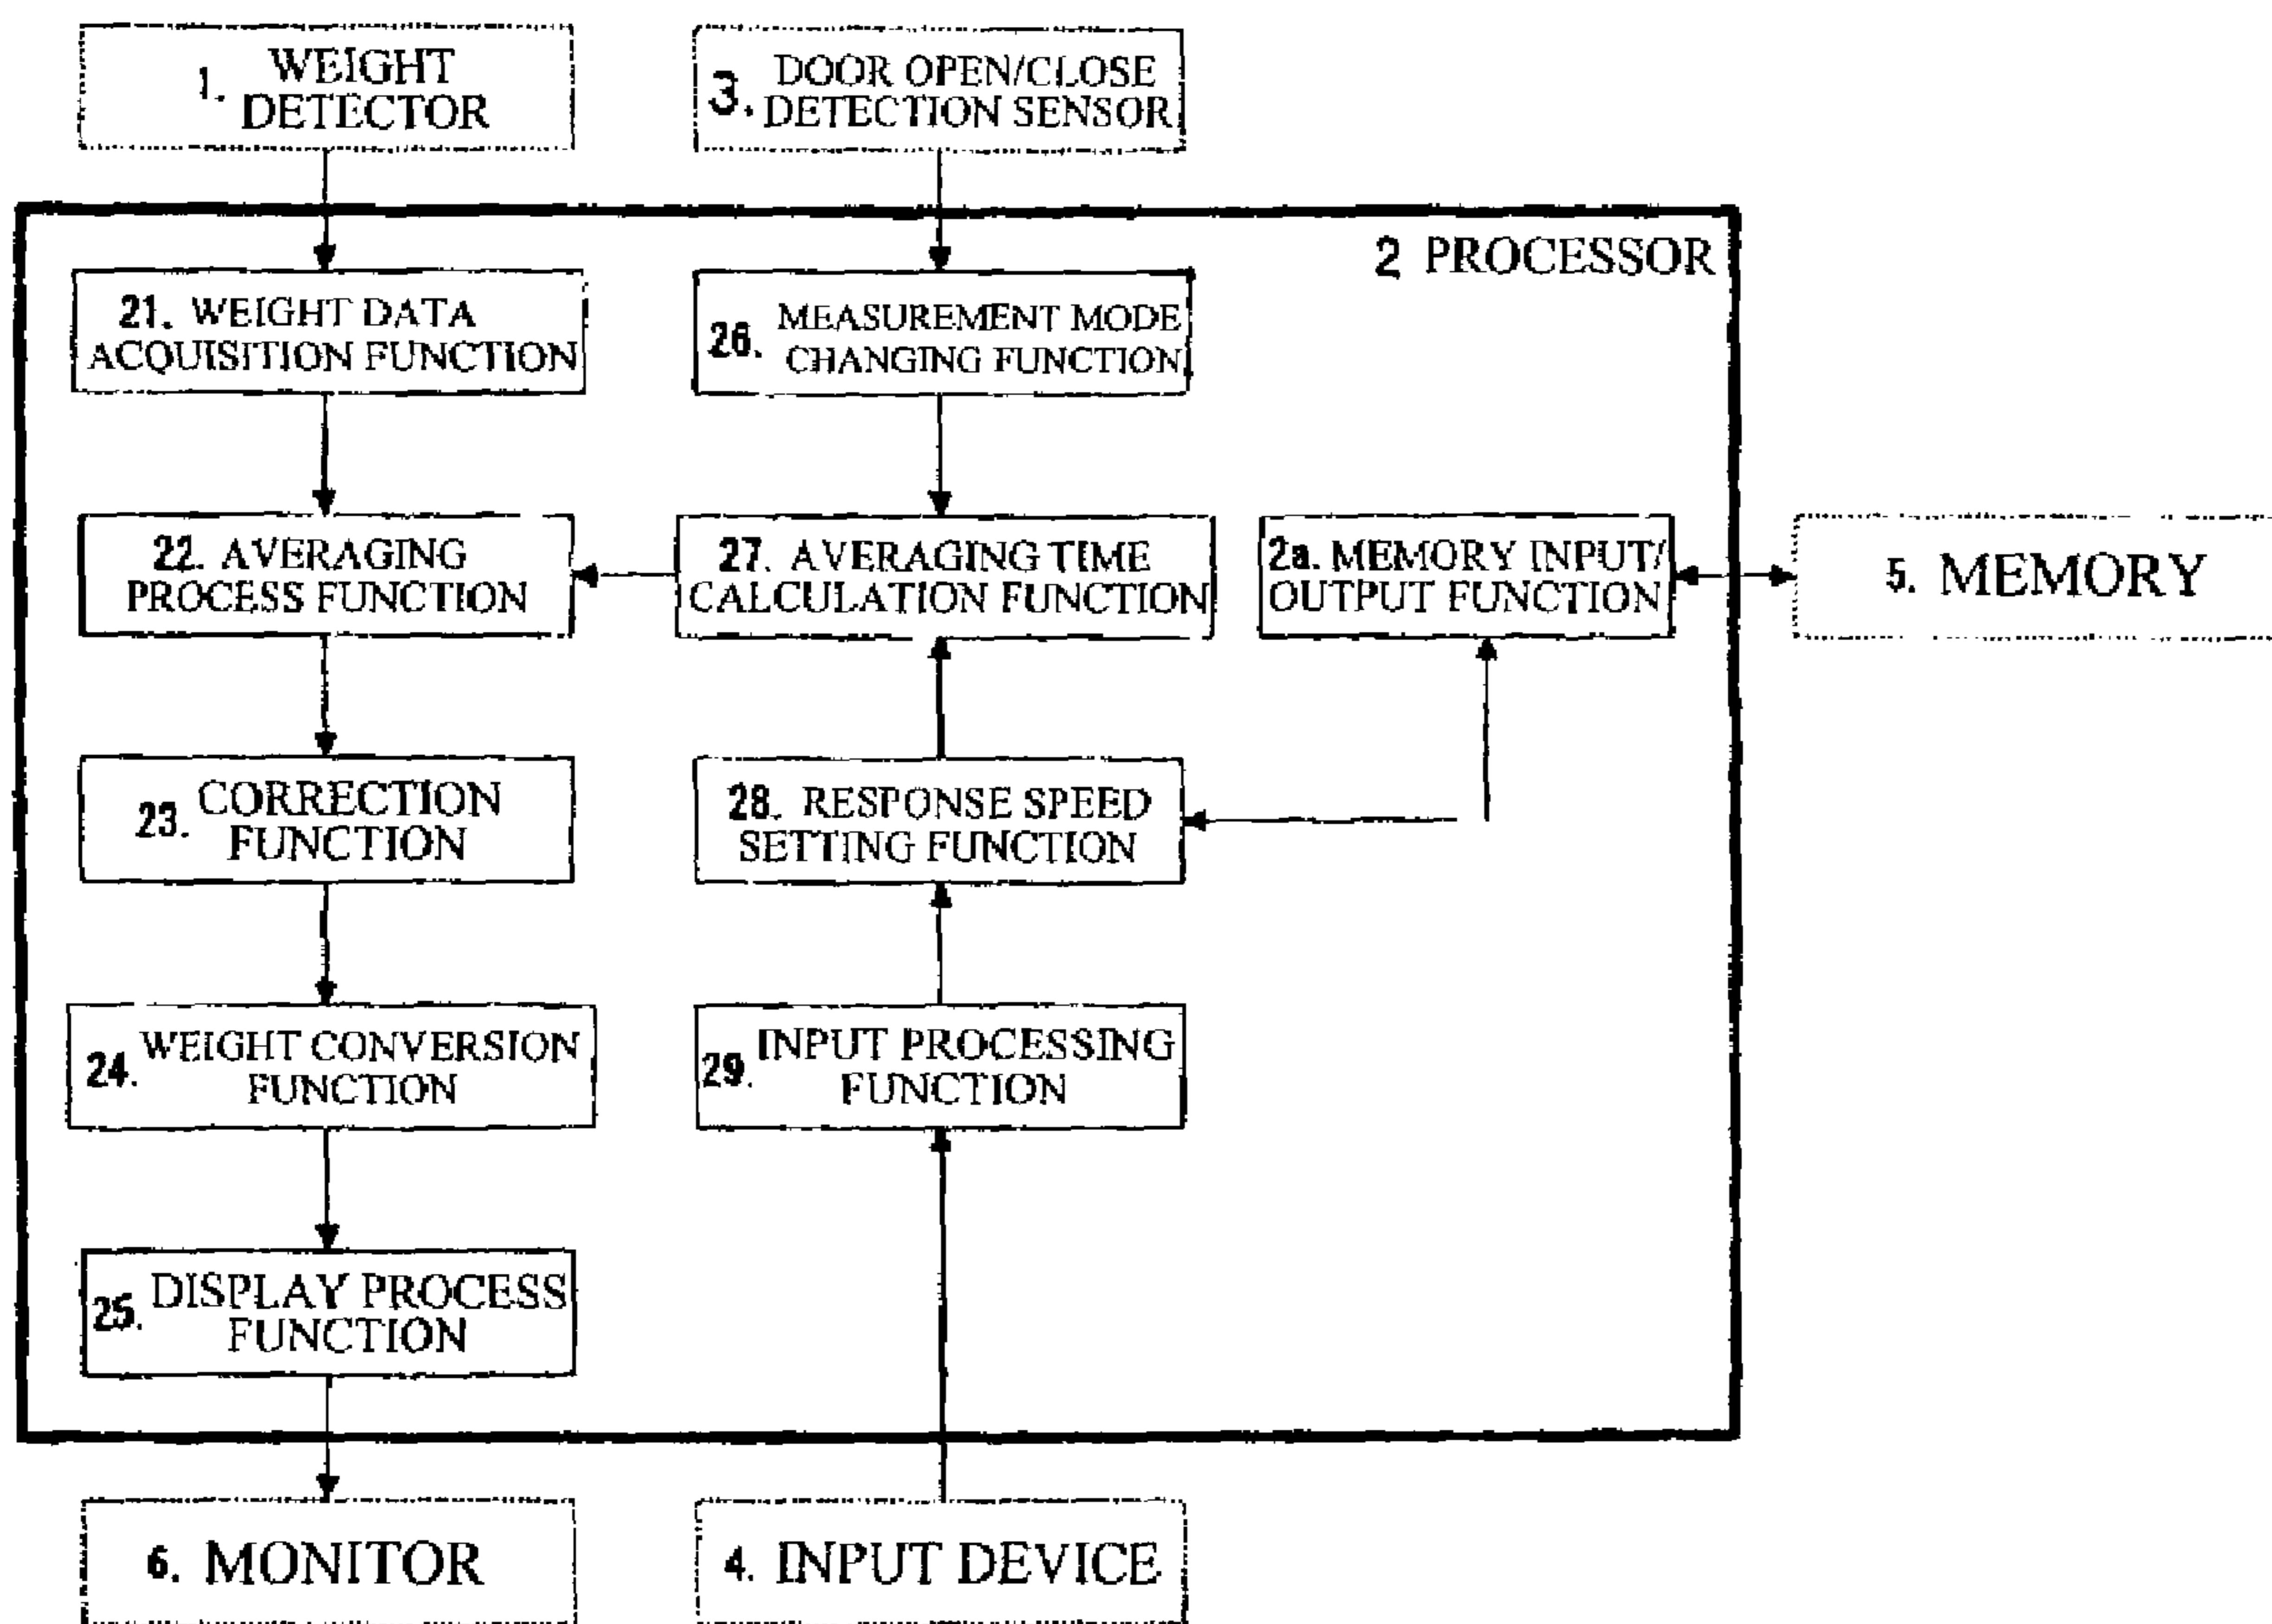 1. WEIGHT
DETECTOR
3. DOOR OPEN/CLOSE
DETECTION SENSOR
2 PROCESSOR
21. WEIGHT DATA
ACQUISITION FUNCTION
26. MEASUREMENT MODE
CHANGING FUNCTION
22. AVERAGING
PROCESS FUNCTION
27. AVERAGING TIME
CALCULATION FUNCTION
2a. MEMORY INPUT/
OUTPUT FUNCTION
5. MEMORY
23. CORRECTION
FUNCTION
28. RESPONSE SPEED
SETTING FUNCTION
24. WEIGHT CONVERSION
FUNCTION
29. INPUT PROCESSING
FUNCTION
25. DISPLAY PROCESS
FUNCTION
6. MONITOR
4. INPUT DEVICE